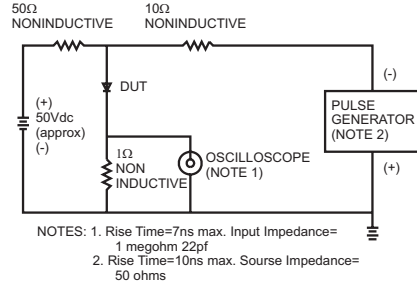 50Ω
NONINDUCTIVE
10Ω
NONINDUCTIVE
DUT
(+)
50Vdc
(approx)
(-)
1Ω
NON
INDUCTIVE
OSCILLOSCOPE
(NOTE 1)
(-)
PULSE
GENERATOR
(NOTE 2)
(+)
NOTES: 1. Rise Time=7ns max. Input Impedance=
1 megohm 22pf
2. Rise Time=10ns max. Sourse Impedance=
50 ohms